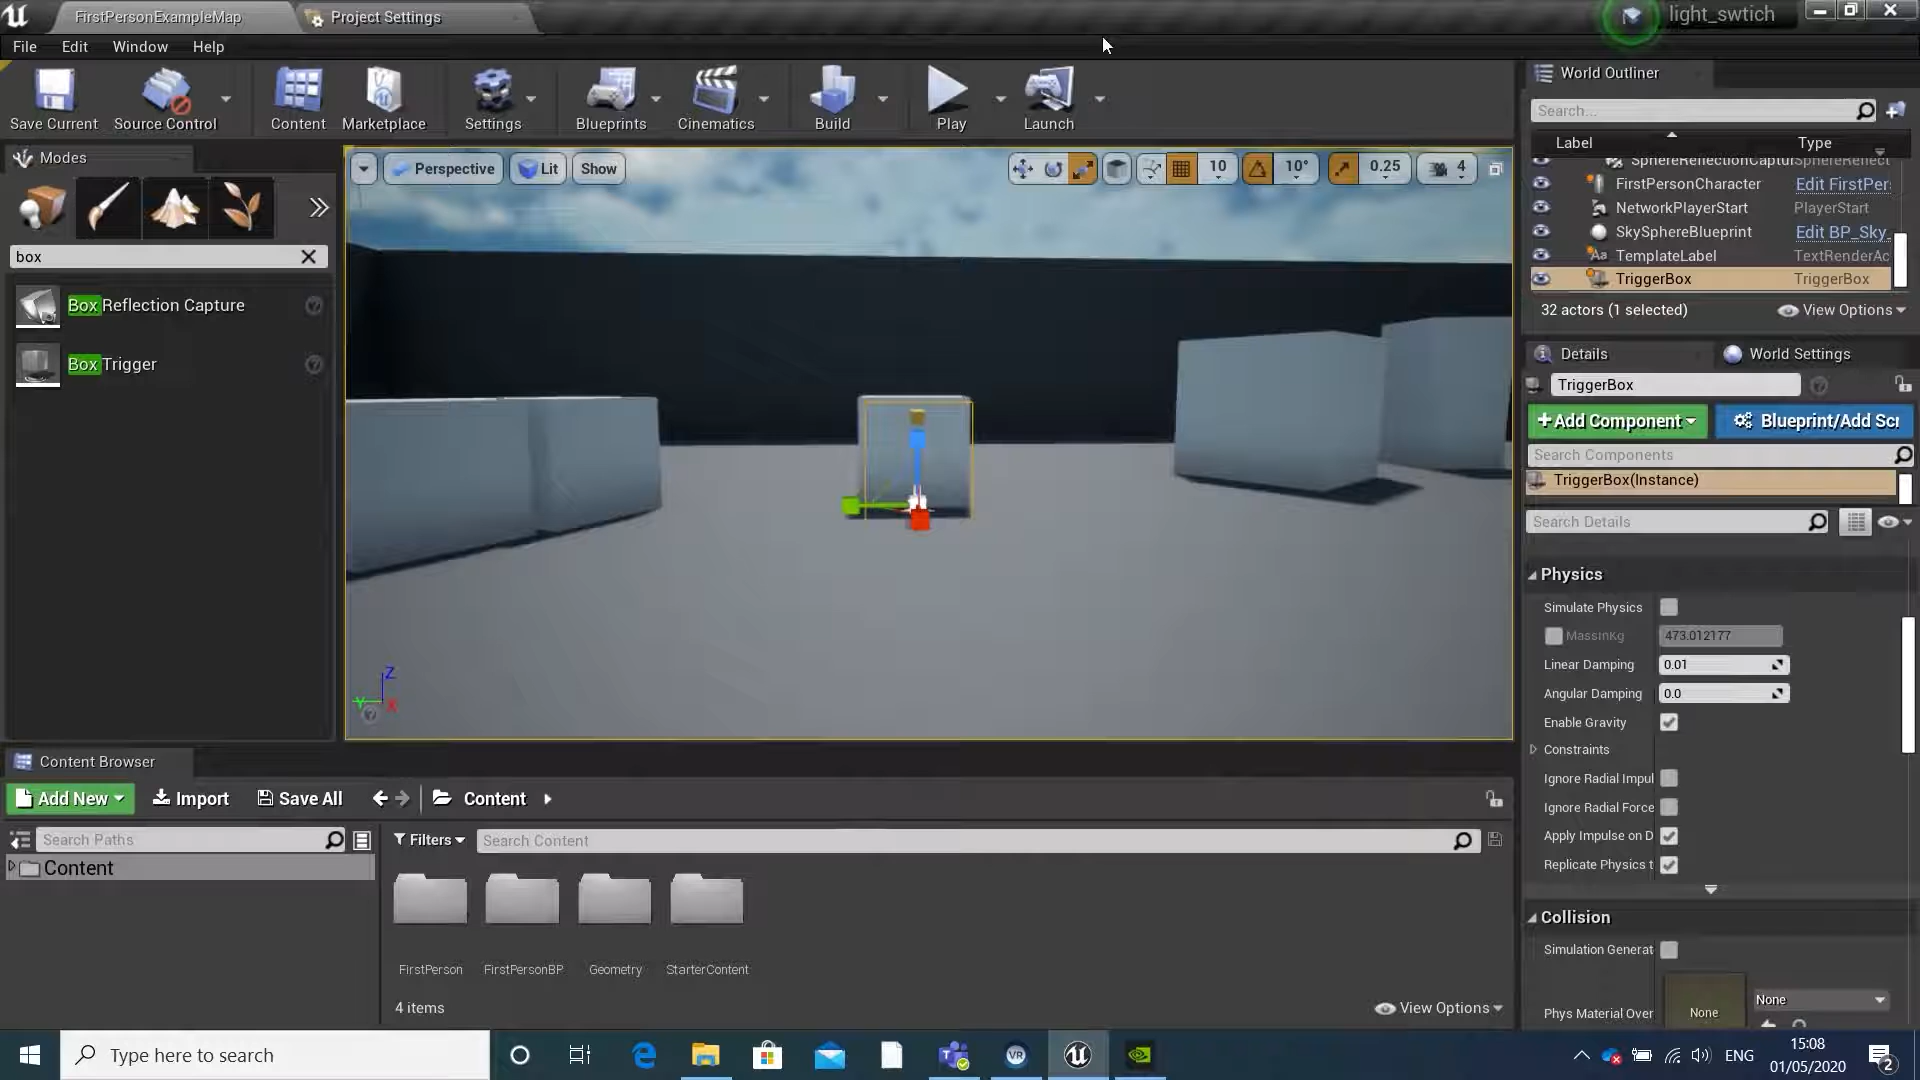 FirstPersonExampleMap
Project Settings
light_swtich
File Edit Window Help
Save Current
Source Control
Content
Marketplace
Settings
Blueprints
Cinematics
Build
Play
Launch
Modes
box
Box Reflection Capture
Box Trigger
Perspective
Lit
Show
10
10°
0.25
4
Z
Y
X
World Outliner
Search...
Label Type
SphereReflectionCaptur SphereReflect
FirstPersonCharacter Edit FirstPer
NetworkPlayerStart PlayerStart
SkySphereBlueprint Edit BP_Sky_
TemplateLabel TextRenderAc
TriggerBox TriggerBox
32 actors (1 selected) View Options
Details World Settings
TriggerBox
+Add Component Blueprint/Add Scr
Search Components
TriggerBox(Instance)
Search Details
Physics
Simulate Physics
MassInKg 473.012177
Linear Damping 0.01
Angular Damping 0.0
Enable Gravity
Constraints
Ignore Radial Impul
Ignore Radial Force
Apply Impulse on D
Replicate Physics t
Collision
Simulation Generat
Phys Material Over None None
Content Browser
Add New Import Save All Content
Search Paths
Filters Search Content
Content
FirstPerson FirstPersonBP Geometry StarterContent
4 items View Options
Type here to search
VR
ENG
15:08
01/05/2020
2